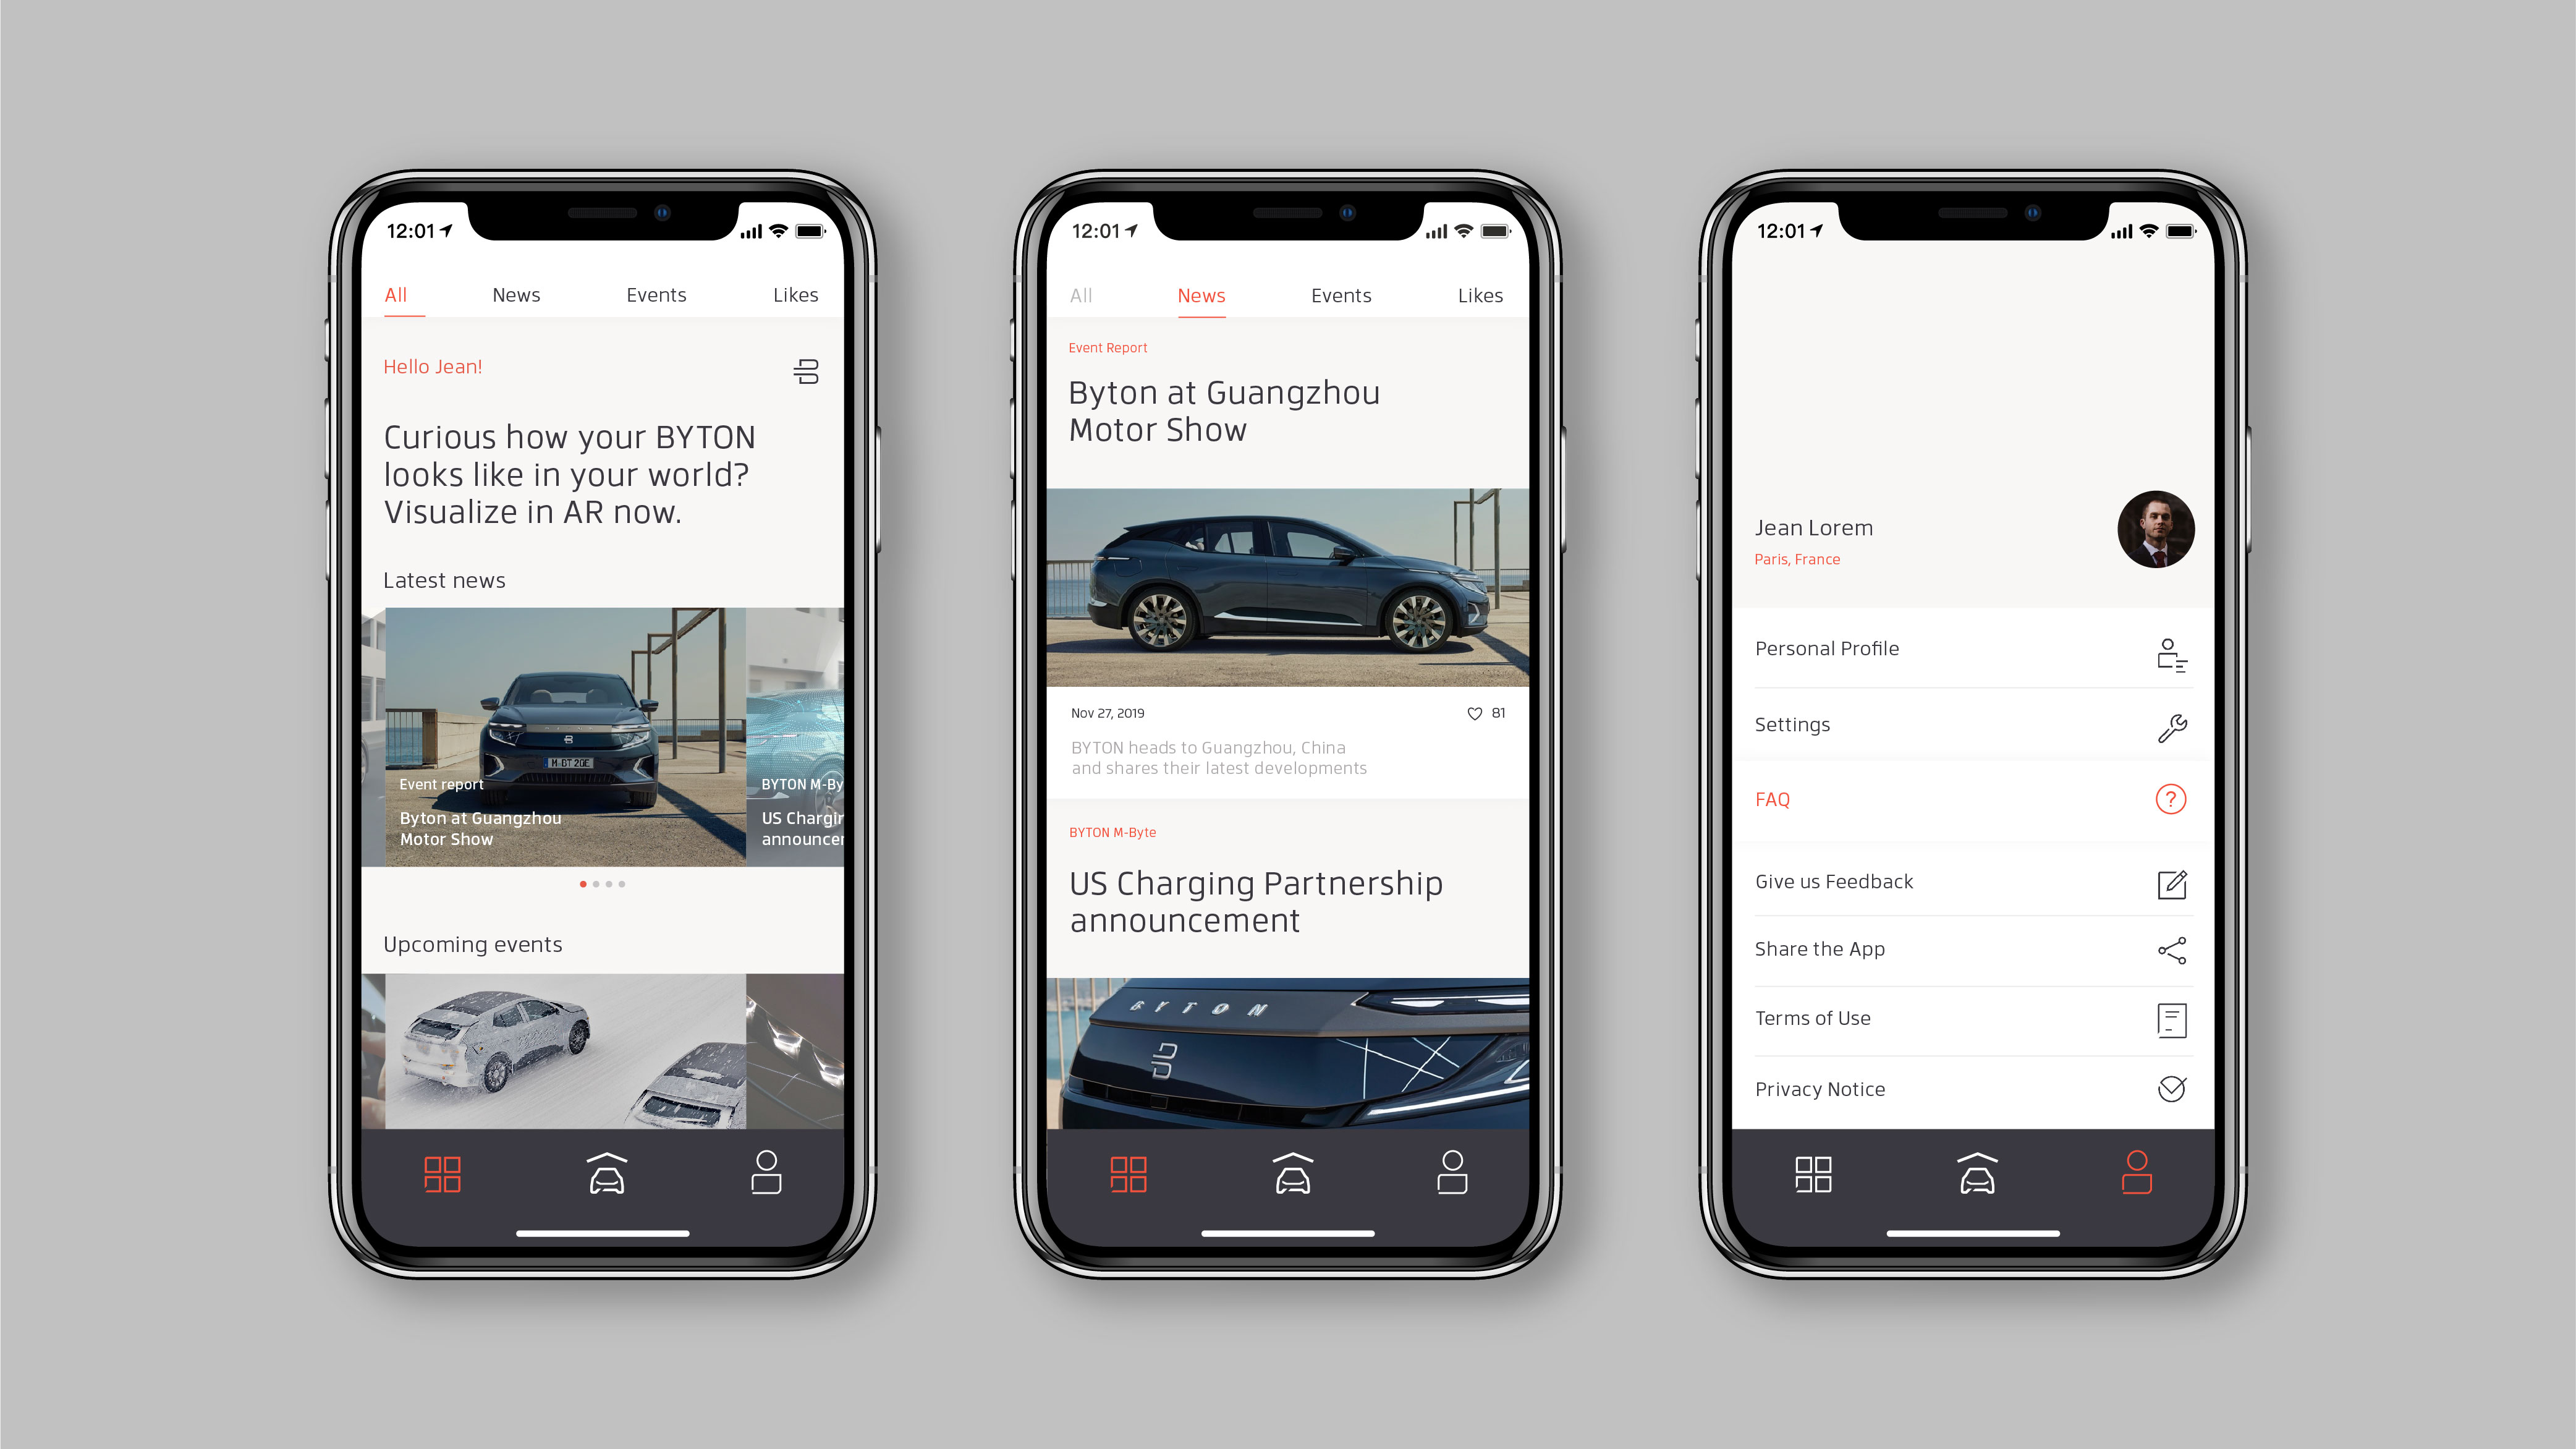 12:01
All News Events Likes
Hello Jean!
Curious how your BYTON
looks like in your world?
Visualize in AR now.
Latest news
Event report
Byton at Guangzhou
Motor Show
BYTON M-By
US Chargin
announcem
Upcoming events
12:01
All News Events Likes
Event Report
Byton at Guangzhou
Motor Show
Nov 27, 2019
81
BYTON heads to Guangzhou, China
and shares their latest developments
BYTON M-Byte
US Charging Partnership
announcement
BYTON
12:01
Jean Lorem
Paris, France
Personal Profile
Settings
FAQ
?
Give us Feedback
Share the App
Terms of Use
Privacy Notice